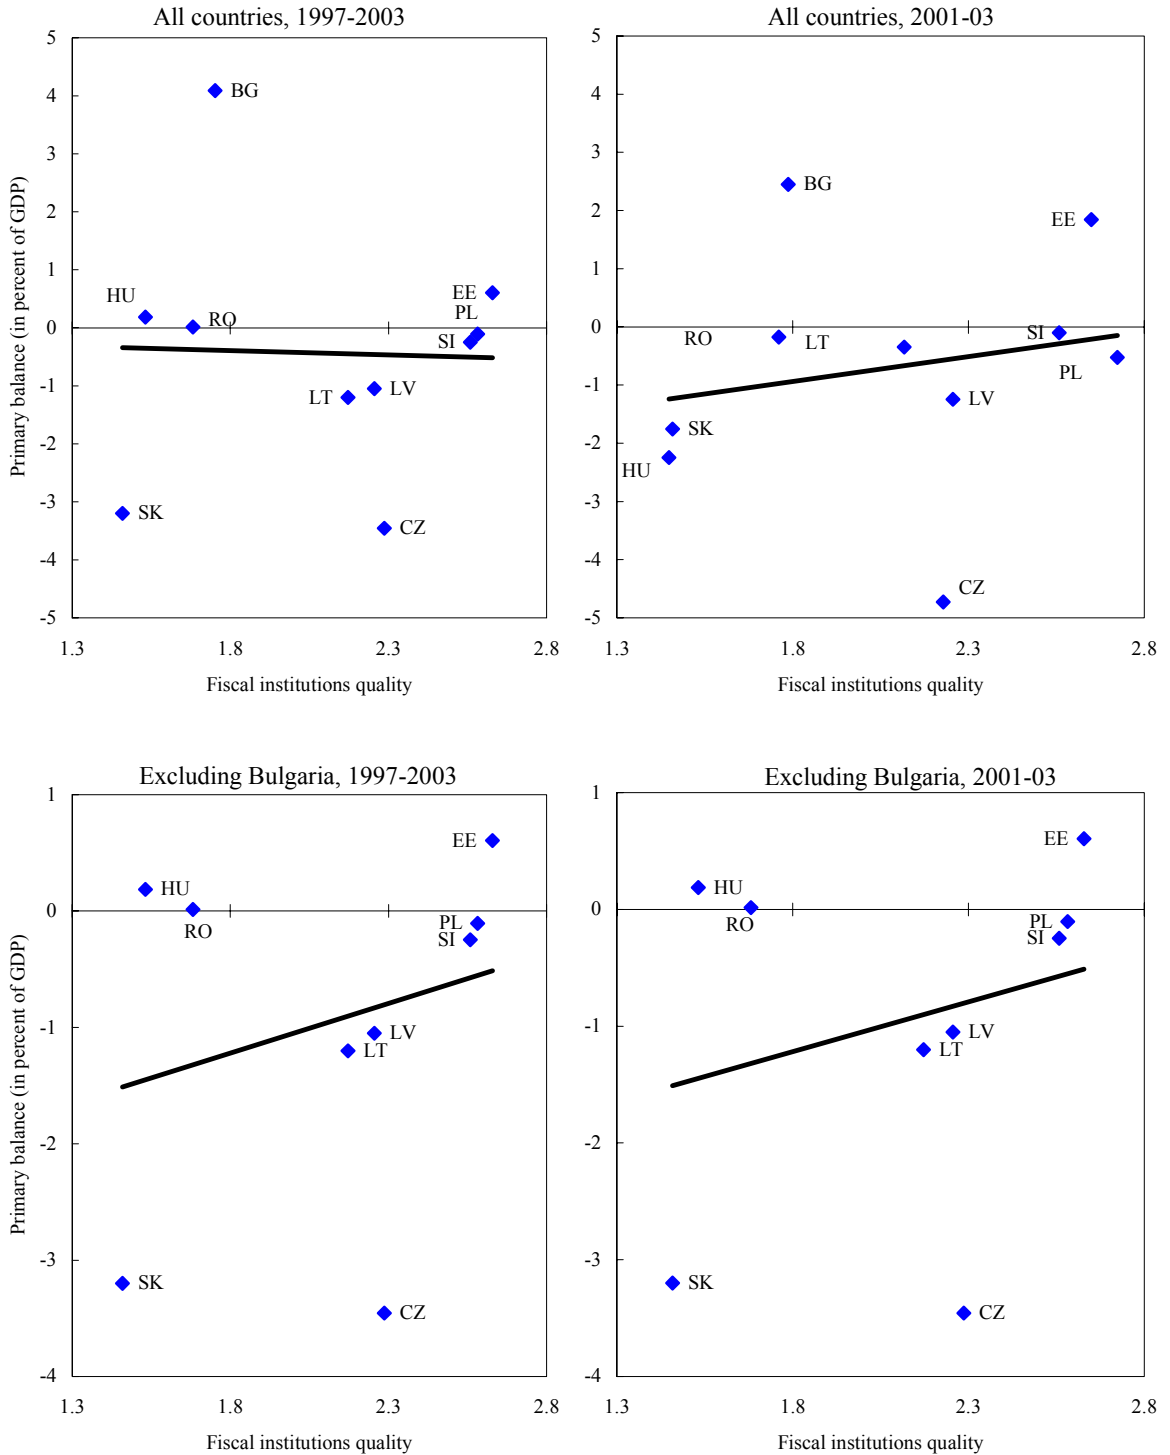 All countries, 1997-2003
5
4
3
2
1
0
-1
-2
-3
-4
-5
BG
HU
RO
EE
PL
SI
LT
LV
SK
CZ
1.3 1.8 2.3 2.8
Fiscal institutions quality
Primary balance (in percent of GDP)
All countries, 2001-03
5
4
3
2
1
0
-1
-2
-3
-4
-5
BG
EE
RO
LT
SI
PL
LV
SK
HU
CZ
1.3 1.8 2.3 2.8
Fiscal institutions quality
Excluding Bulgaria, 1997-2003
1
0
-1
-2
-3
-4
EE
HU
RO
PL
SI
LV
LT
SK
CZ
1.3 1.8 2.3 2.8
Fiscal institutions quality
Primary balance (in percent of GDP)
Excluding Bulgaria, 2001-03
1
0
-1
-2
-3
-4
EE
HU
RO
PL
SI
LV
LT
SK
CZ
1.3 1.8 2.3 2.8
Fiscal institutions quality